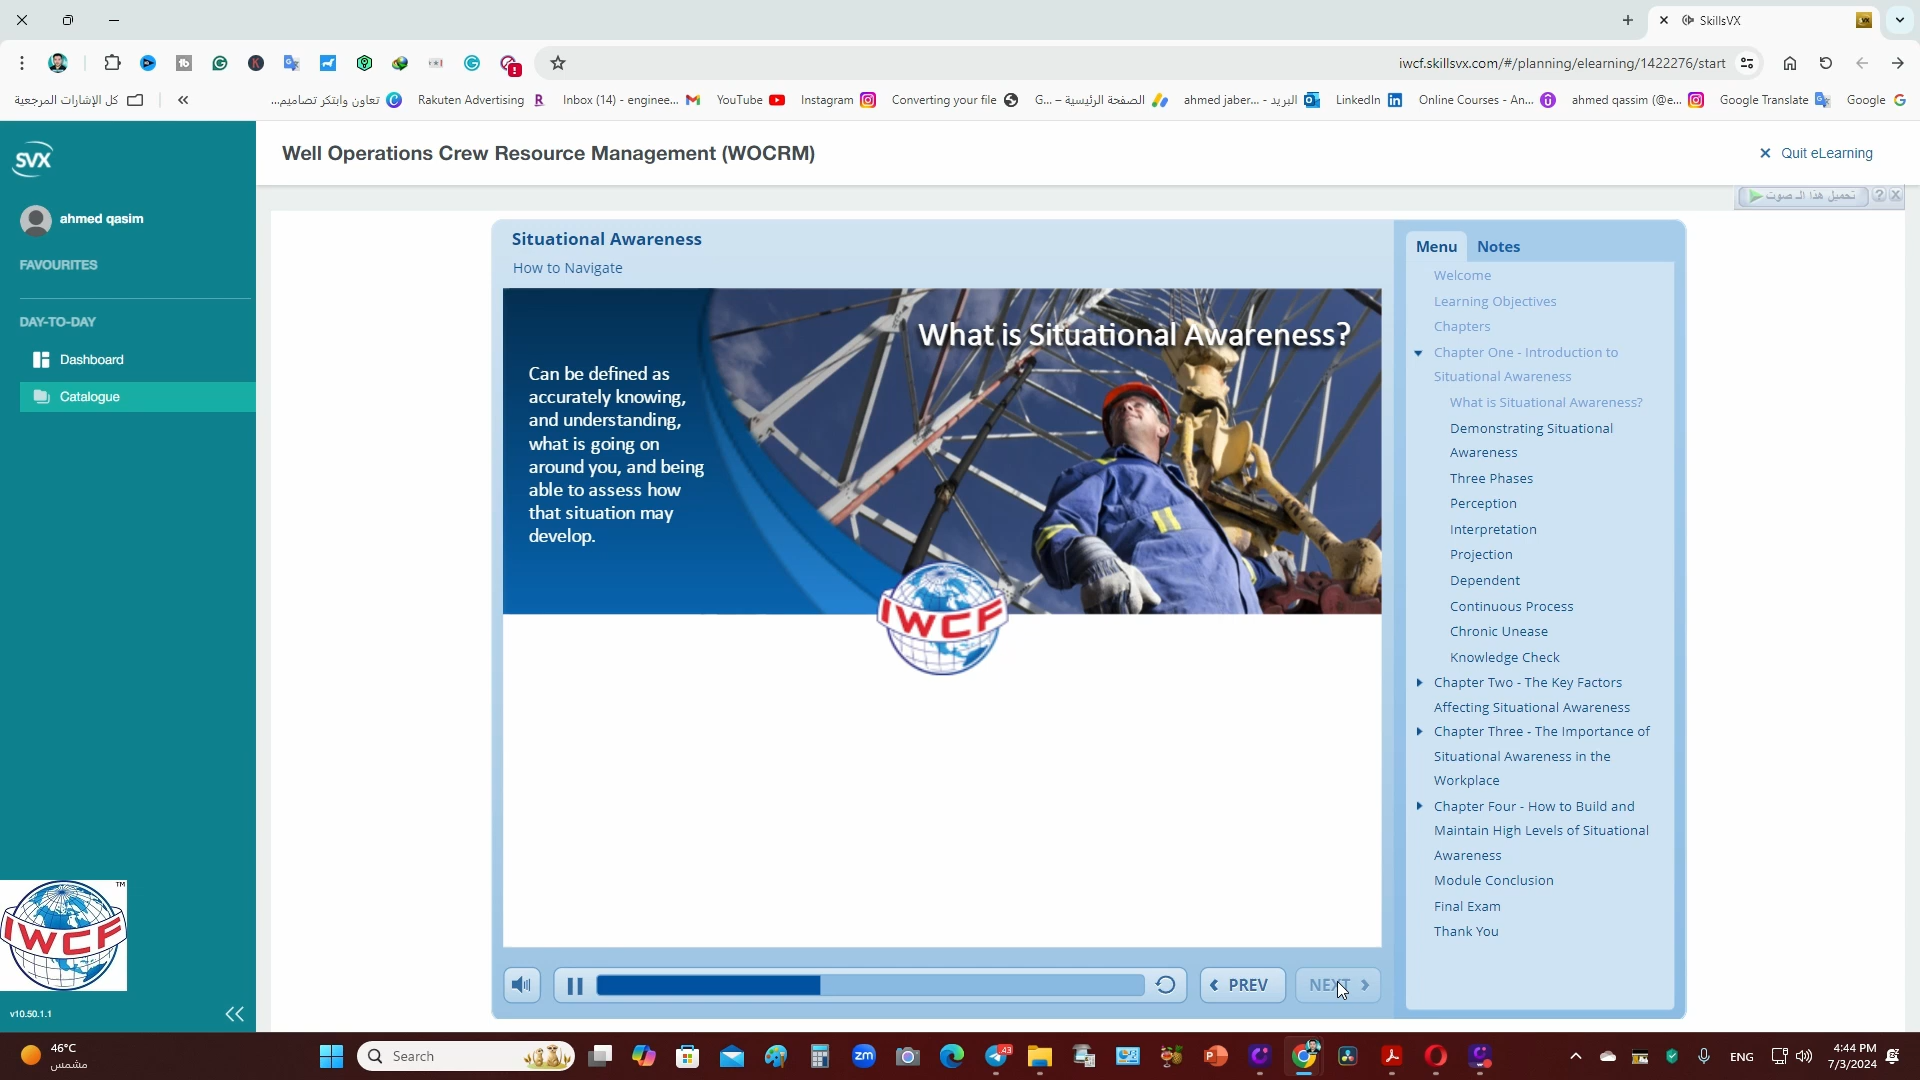 SkillsVX
iwcf.skillsvx.com/#/planning/elearning/1422276/start
كل الإشارات المرجعية
تعاون وابتكر تصاميم...
Rakuten Advertising
Inbox (14) - enginee...
YouTube
Instagram
Converting your file
G... – الصفحة الرئيسية
ahmed jaber... - البريد
LinkedIn
Online Courses - An...
ahmed qassim (@e...
Google Translate
Google
SVX
Well Operations Crew Resource Management (WOCRM)
Quit eLearning
تحميل هذا الـ صوت
ahmed qasim
FAVOURITES
DAY-TO-DAY
Dashboard
Catalogue
Situational Awareness
How to Navigate
What is Situational Awareness?
Can be defined as
accurately knowing,
and understanding,
what is going on
around you, and being
able to assess how
that situation may
develop.
IWCF
Menu
Notes
Welcome
Learning Objectives
Chapters
Chapter One - Introduction to
Situational Awareness
What is Situational Awareness?
Demonstrating Situational
Awareness
Three Phases
Perception
Interpretation
Projection
Dependent
Continuous Process
Chronic Unease
Knowledge Check
Chapter Two - The Key Factors
Affecting Situational Awareness
Chapter Three - The Importance of
Situational Awareness in the
Workplace
Chapter Four - How to Build and
Maintain High Levels of Situational
Awareness
Module Conclusion
Final Exam
Thank You
PREV
NEXT
IWCF
TM
v10.50.1.1
46°C
مشمس
Search
zm
43
ENG
4:44 PM
7/3/2024